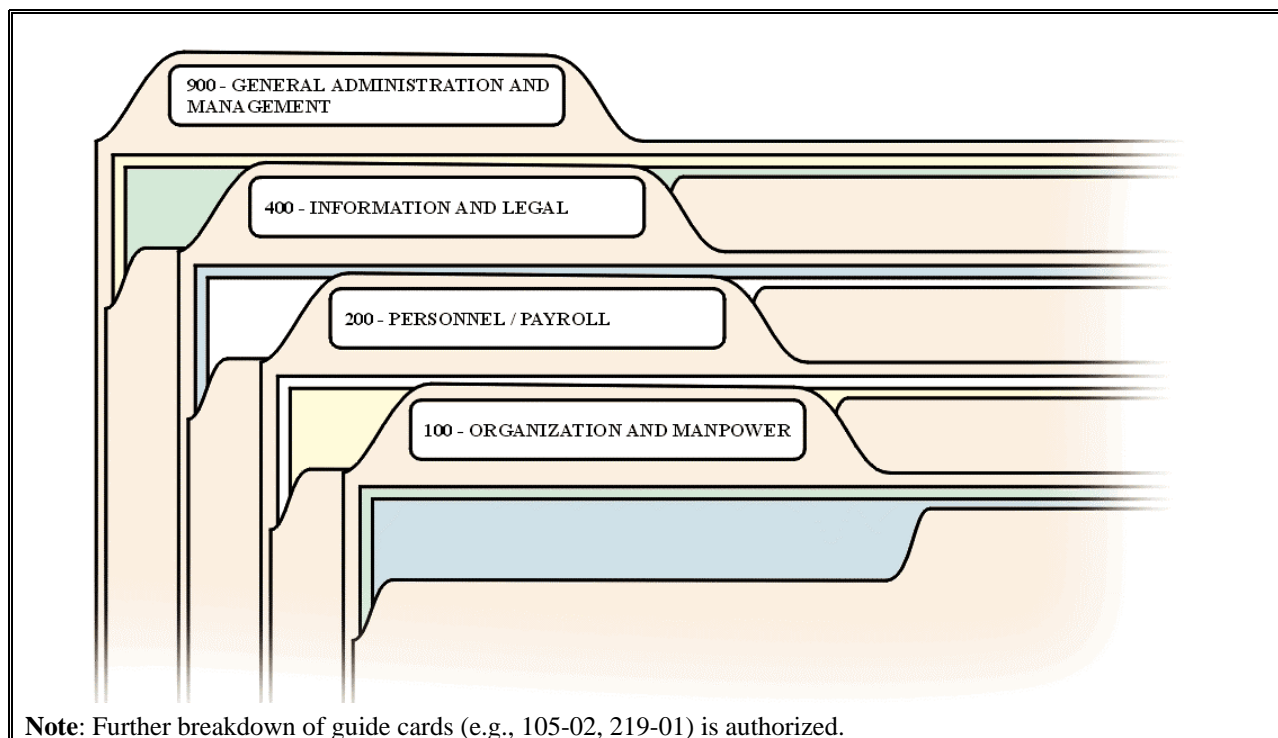 900 - GENERAL ADMINISTRATION AND
MANAGEMENT
400 - INFORMATION AND LEGAL
200 - PERSONNEL / PAYROLL
100 - ORGANIZATION AND MANPOWER
Note: Further breakdown of guide cards (e.g., 105-02, 219-01) is authorized.